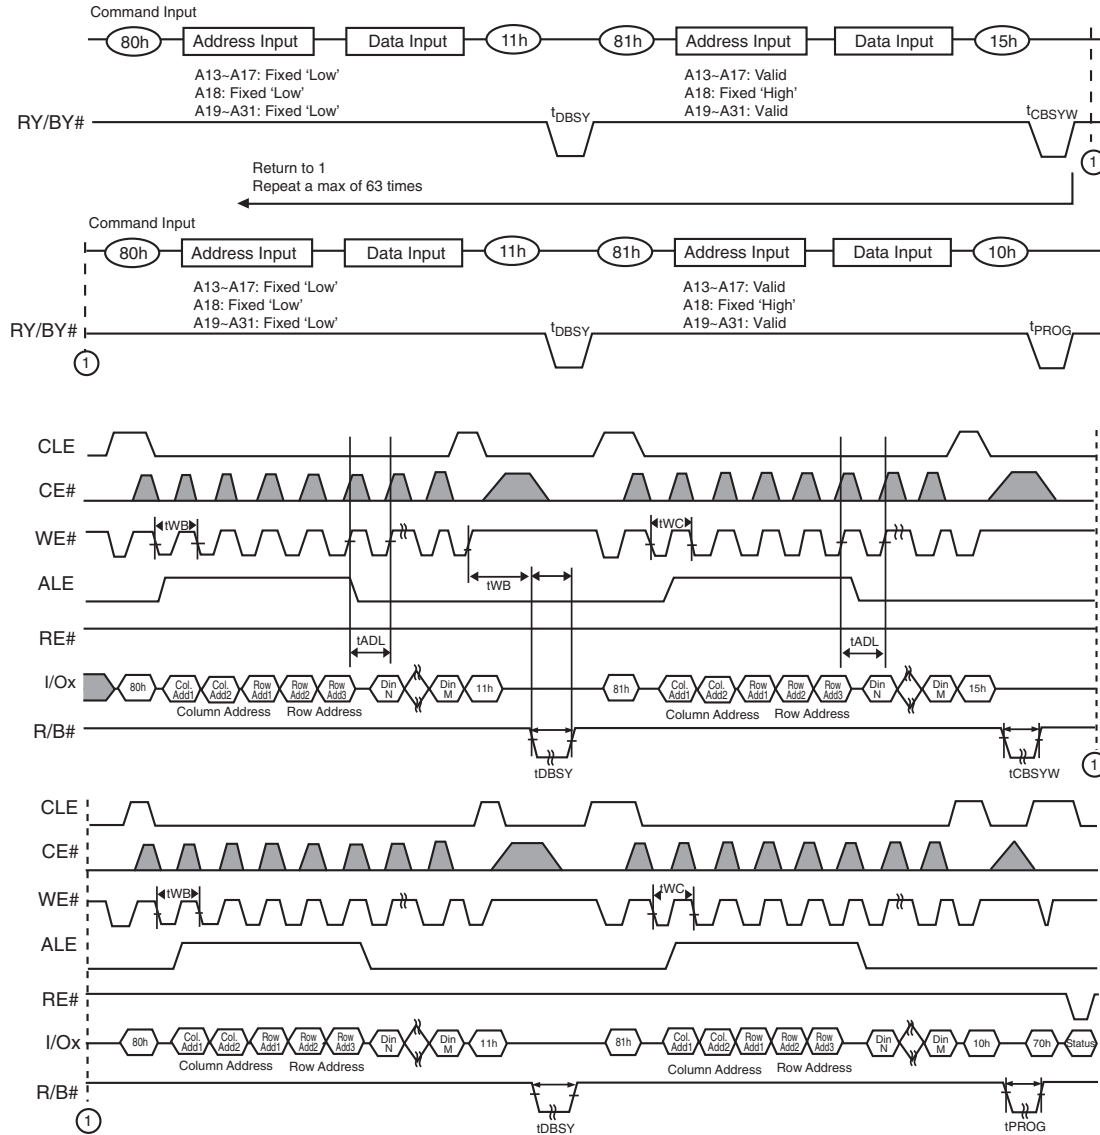 Command Input
80h Address Input Data Input 11h 81h Address Input Data Input 15h
A13~A17: Fixed ‘Low’ A13~A17: Valid
A18: Fixed ‘Low’ A18: Fixed ‘High’
A19~A31: Fixed ‘Low’ A19~A31: Valid
RY/BY# tDBSY tCBSYW
1
Return to 1
Repeat a max of 63 times
Command Input
80h Address Input Data Input 11h 81h Address Input Data Input 10h
A13~A17: Fixed ‘Low’ A13~A17: Valid
A18: Fixed ‘Low’ A18: Fixed ‘High’
A19~A31: Fixed ‘Low’ A19~A31: Valid
RY/BY# tDBSY tPROG
1
CLE
CE#
WE# tWB tWC
ALE tWB
RE#
tADL tADL
I/Ox 80h Col. Add1 Col. Add2 Row Add1 Row Add2 Row Add3 Din N Din M 11h 81h Col. Add1 Col. Add2 Row Add1 Row Add2 Row Add3 Din N Din M 15h
Column Address Row Address Column Address Row Address
R/B#
tDBSY tCBSYW
1
CLE
CE#
WE# tWB tWC
ALE
RE#
I/Ox 80h Col. Add1 Col. Add2 Row Add1 Row Add2 Row Add3 Din N Din M 11h 81h Col. Add1 Col. Add2 Row Add1 Row Add2 Row Add3 Din N Din M 10h 70h Status
Column Address Row Address Column Address Row Address
R/B#
1
tDBSY tPROG